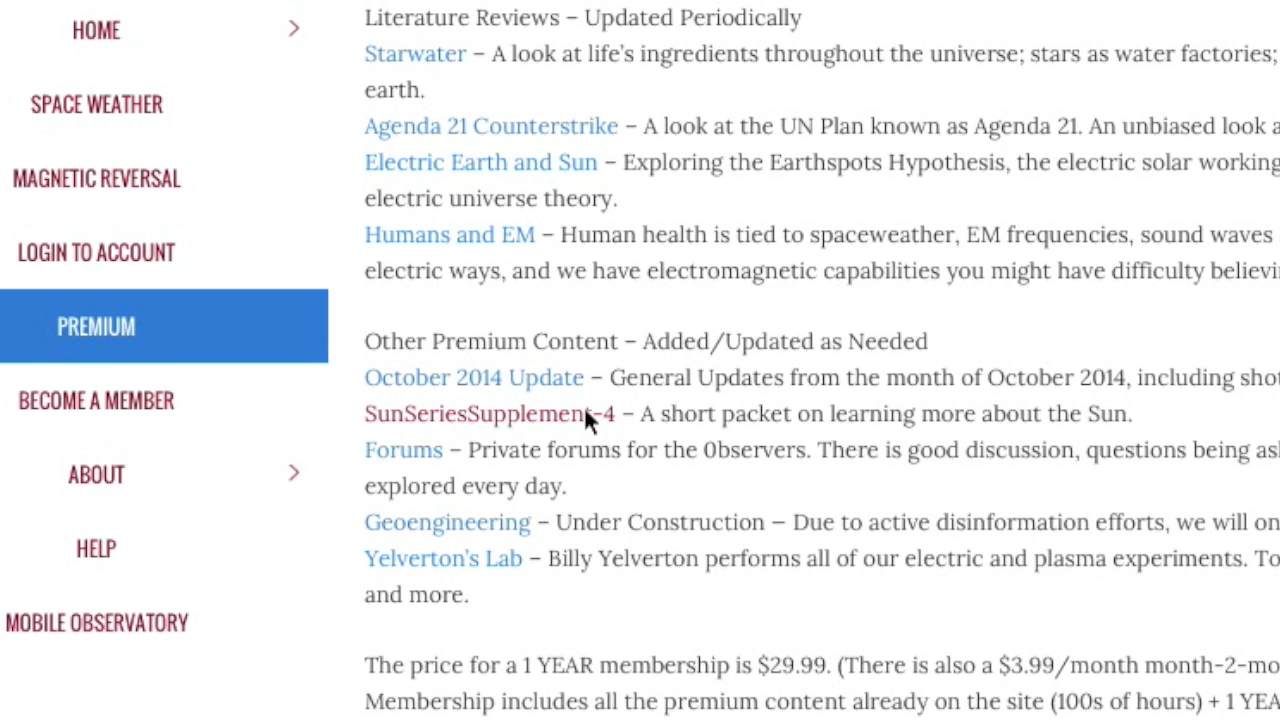 HOME
SPACE WEATHER
MAGNETIC REVERSAL
LOGIN TO ACCOUNT
PREMIUM
BECOME A MEMBER
ABOUT
HELP
MOBILE OBSERVATORY
Literature Reviews – Updated Periodically
Starwater – A look at life’s ingredients throughout the universe; stars as water factories;
earth.
Agenda 21 Counterstrike – A look at the UN Plan known as Agenda 21. An unbiased look a
Electric Earth and Sun – Exploring the Earthspots Hypothesis, the electric solar working
electric universe theory.
Humans and EM – Human health is tied to spaceweather, EM frequencies, sound waves
electric ways, and we have electromagnetic capabilities you might have difficulty believi
Other Premium Content – Added/Updated as Needed
October 2014 Update – General Updates from the month of October 2014, including shot
SunSeriesSupplement-4 – A short packet on learning more about the Sun.
Forums – Private forums for the 0bservers. There is good discussion, questions being as
explored every day.
Geoengineering – Under Construction – Due to active disinformation efforts, we will on
Yelverton’s Lab – Billy Yelverton performs all of our electric and plasma experiments. To
and more.
The price for a 1 YEAR membership is $29.99. (There is also a $3.99/month month-2-mo
Membership includes all the premium content already on the site (100s of hours) + 1 YEA